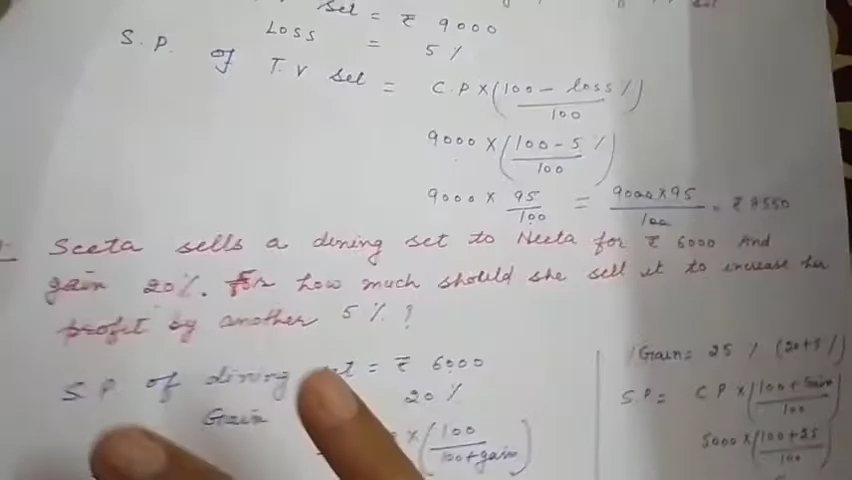 Set = ₹ 9000
Loss = 5 %
S.P. of T.V Set = C.P × (100 - loss % / 100)
9000 × (100 - 5 % / 100)
9000 × 95/100 = 9000×95/100 = ₹ 8550
Seeta sells a dining set to Neeta for ₹ 6000 And
gain 20%. For how much should she sell it to increase her
profit by another 5 % ?
S.P of dining set = ₹ 6000
Gain 20 %
× (100 / 100+gain)
Gain = 25 % (20+5 %)
S P = C P × (100 + Gain / 100)
5000 × (100 + 25 / 100)